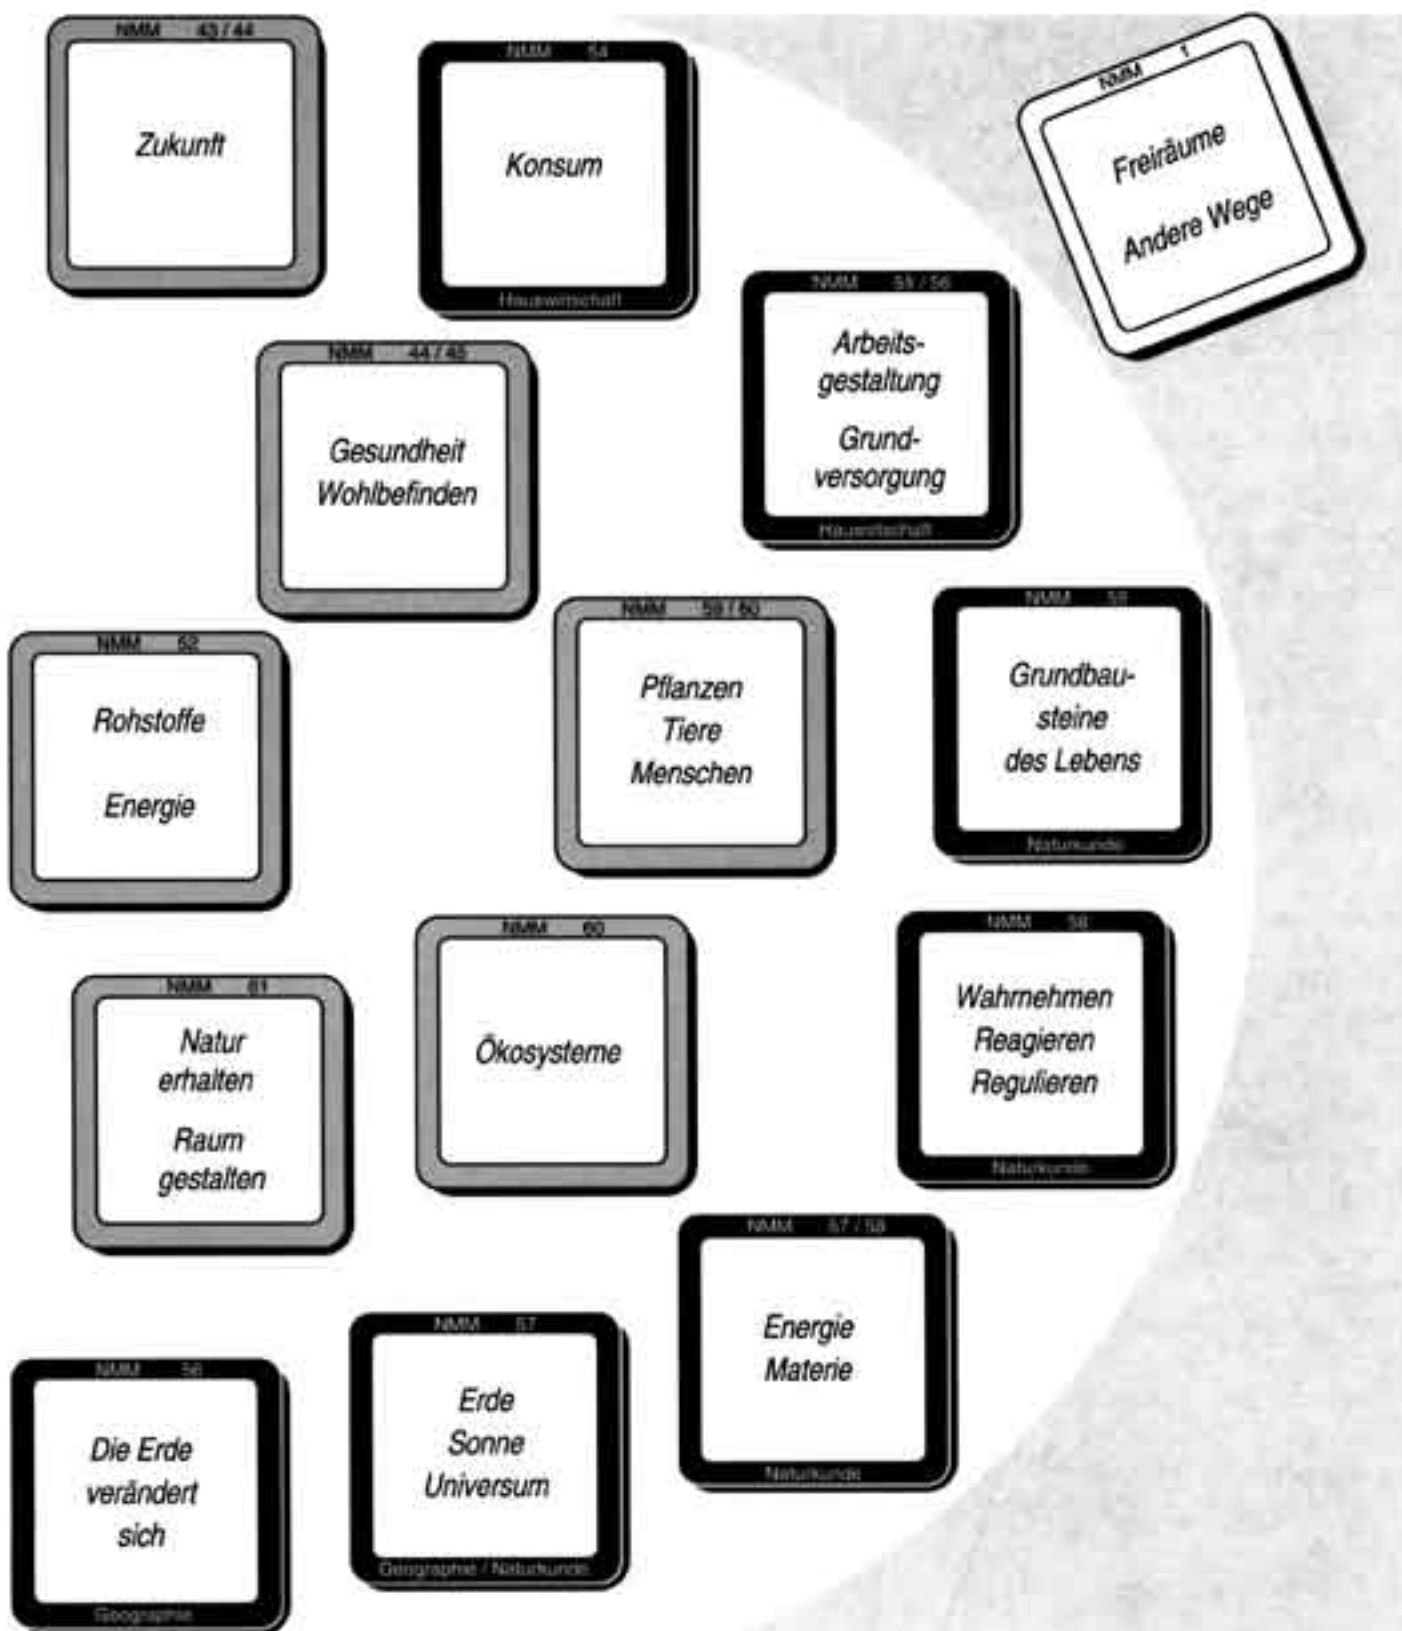 NMM 43 / 44
Zukunft
NMM 54
Konsum
Hauswirtschaft
NMM 1
Freiräume
Andere Wege
NMM 55 / 56
Arbeits-
gestaltung
Grund-
versorgung
Hauswirtschaft
NMM 44 / 45
Gesundheit
Wohlbefinden
NMM 52
Rohstoffe
Energie
NMM 59 / 60
Pflanzen
Tiere
Menschen
NMM
Grundbau-
steine
des Lebens
Naturkunde
NMM 61
Natur
erhalten
Raum
gestalten
NMM 60
Ökosysteme
NMM 58
Wahrnehmen
Reagieren
Regulieren
Naturkunde
NMM 57 / 58
Energie
Materie
Naturkunde
NMM 56
Die Erde
verändert
sich
Geographie
NMM 57
Erde
Sonne
Universum
Geographie / Naturkunde